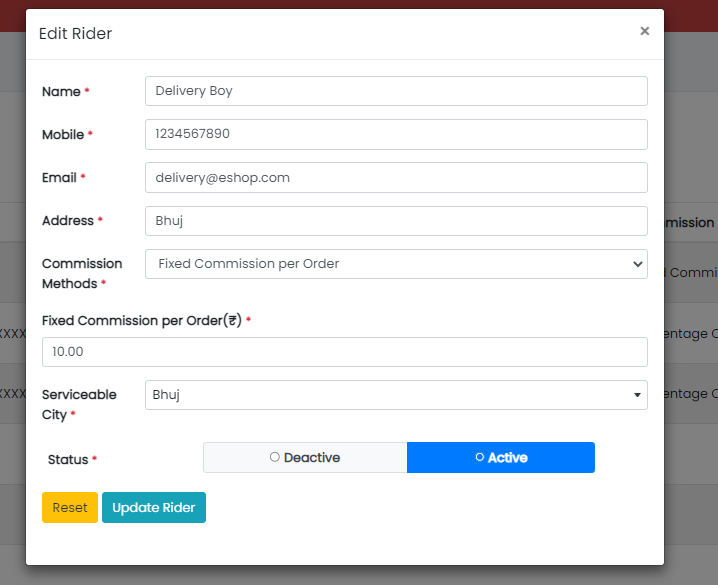 Edit Rider ×
Name * Delivery Boy
Mobile * 1234567890
Email * delivery@eshop.com
Address * Bhuj
mission
Commission Fixed Commission per Order
Methods *
Commi
Fixed Commission per Order(₹) *
XXXX entage C
10.00
Serviceable Bhuj
XXXX entage C
City *
Status * Deactive Active
Reset Update Rider